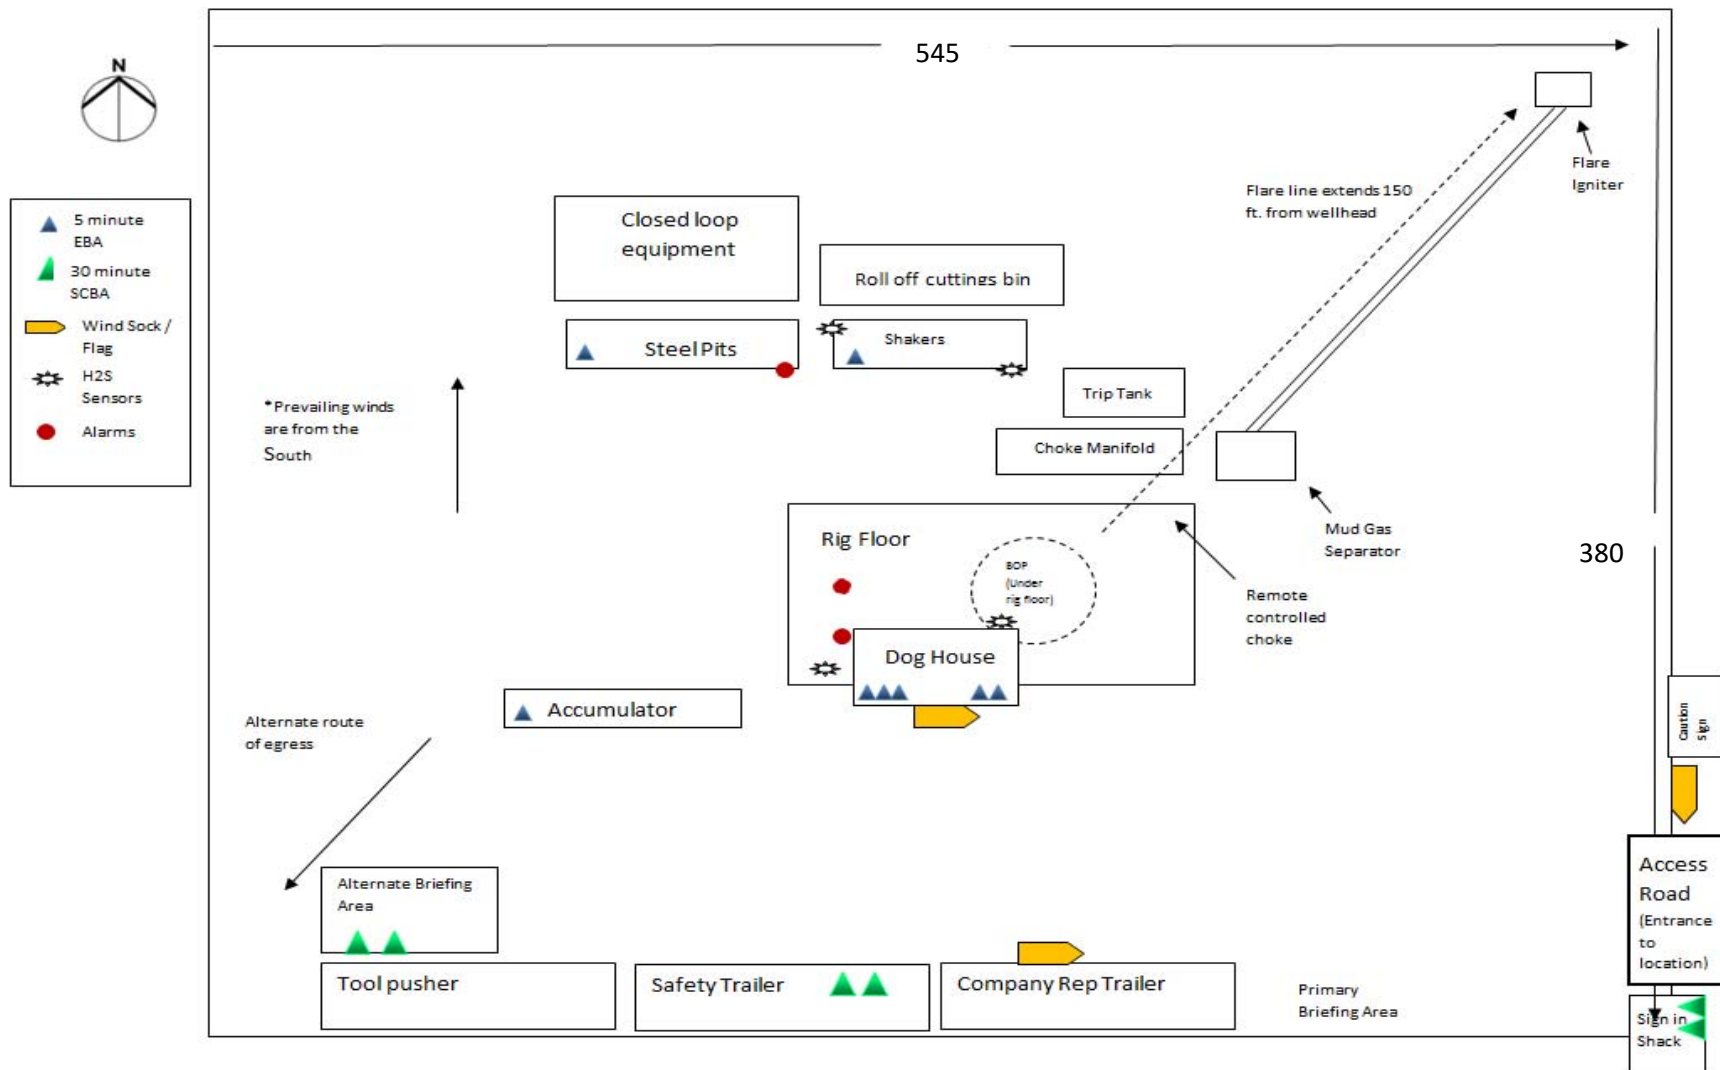 545
N
Flare
Igniter
Flare line extends 150
ft. from wellhead
5 minute
EBA
30 minute
SCBA
Wind Sock /
Flag
H2S
Sensors
Alarms
Closed loop
equipment
Roll off cuttings bin
Steel Pits
Shakers
Trip Tank
*Prevailing winds
are from the
South
Choke Manifold
Mud Gas
Separator
Rig Floor
380
BOP
(Under
rig floor)
Remote
controlled
choke
Dog House
Accumulator
Alternate route
of egress
Caution
Sign
Access
Road
(Entrance
to
location)
Alternate Briefing
Area
Tool pusher
Safety Trailer
Company Rep Trailer
Primary
Briefing Area
Sign in
Shack